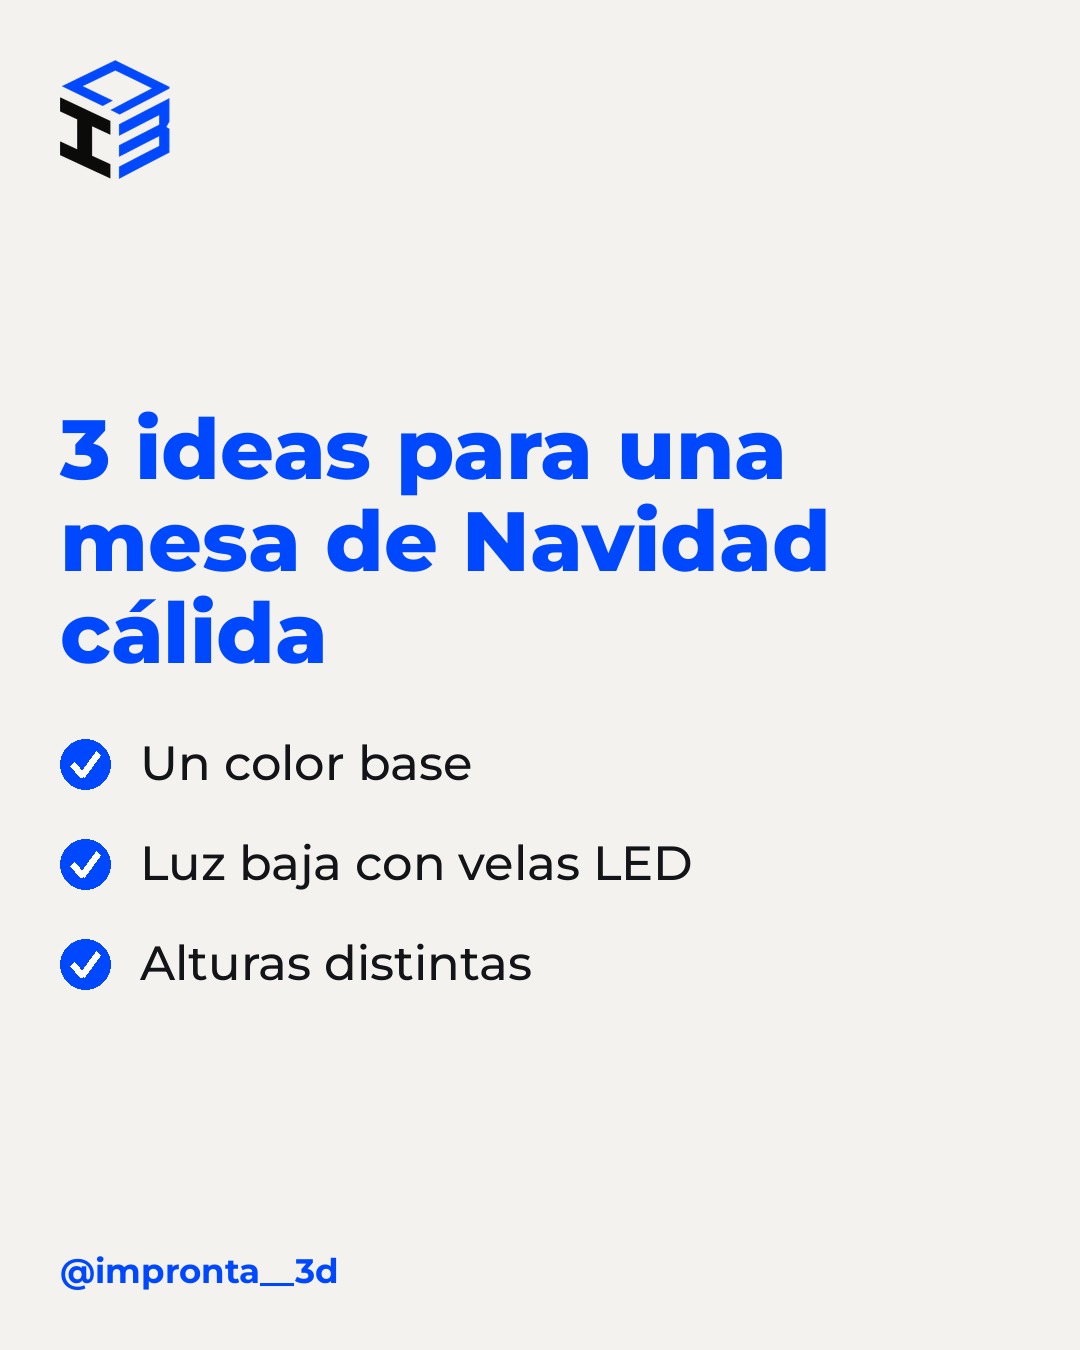 3 ideas para una
mesa de Navidad
cálida
Un color base
Luz baja con velas LED
Alturas distintas
@impronta__3d